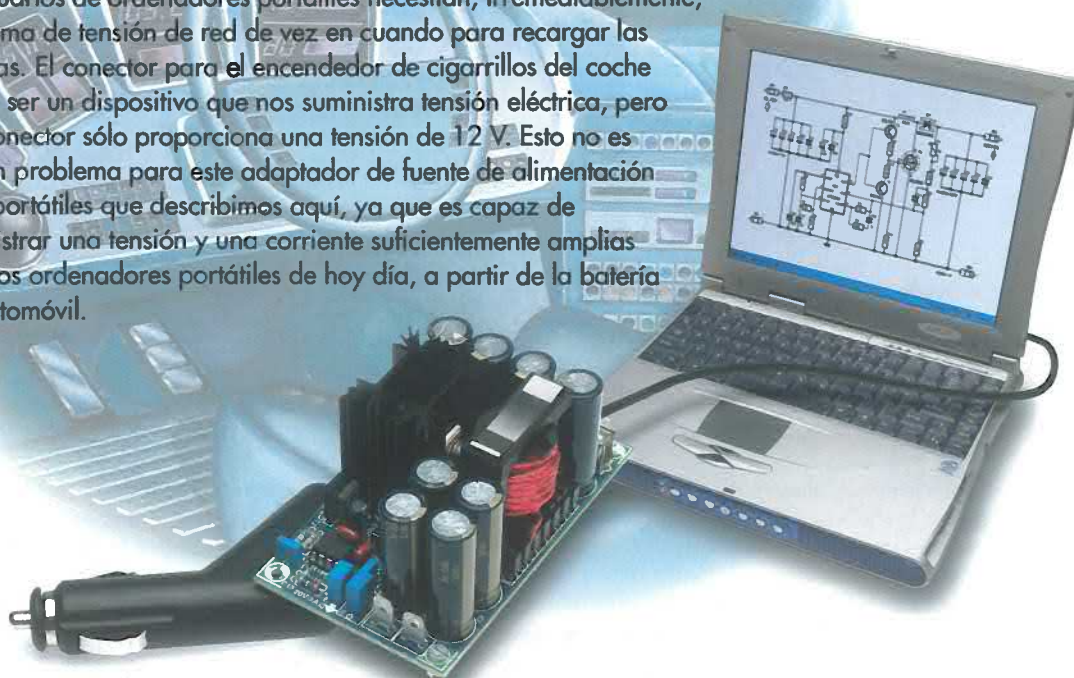 uarios de ordenadores portátiles necesitan, irremediablemente,
ma de tensión de red de vez en cuando para recargar las
as. El conector para el encendedor de cigarrillos del coche
ser un dispositivo que nos suministra tensión eléctrica, pero
onector sólo proporciona una tensión de 12 V. Esto no es
n problema para este adaptador de fuente de alimentación
portátiles que describimos aquí, ya que es capaz de
strar una tensión y una corriente suficientemente amplias
os ordenadores portátiles de hoy día, a partir de la batería
tomóvil.